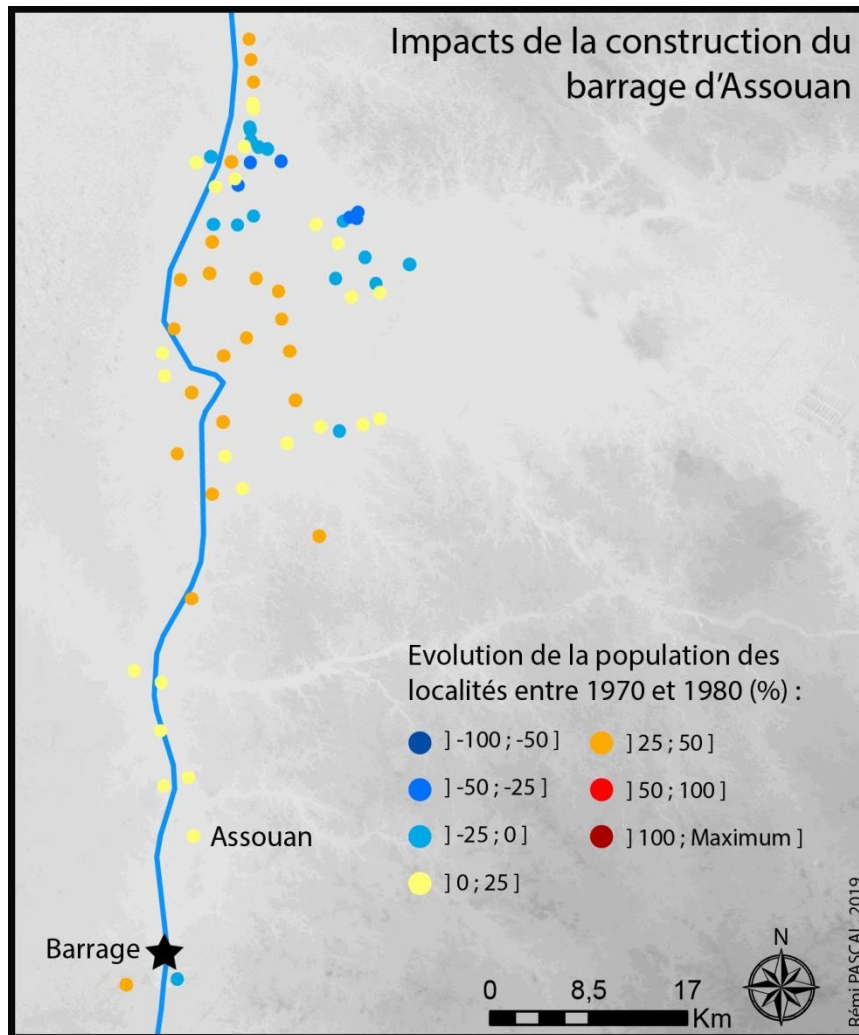 Impacts de la construction du
barrage d'Assouan
Evolution de la population des
localités entre 1970 et 1980 (%) :
] -100 ; -50 ]
] -50 ; -25 ]
] -25 ; 0 ]
] 0 ; 25 ]
] 25 ; 50 ]
] 50 ; 100 ]
] 100 ; Maximum ]
Assouan
Barrage
N
0 8,5 17
Km
Rémi PASCAL, 2019